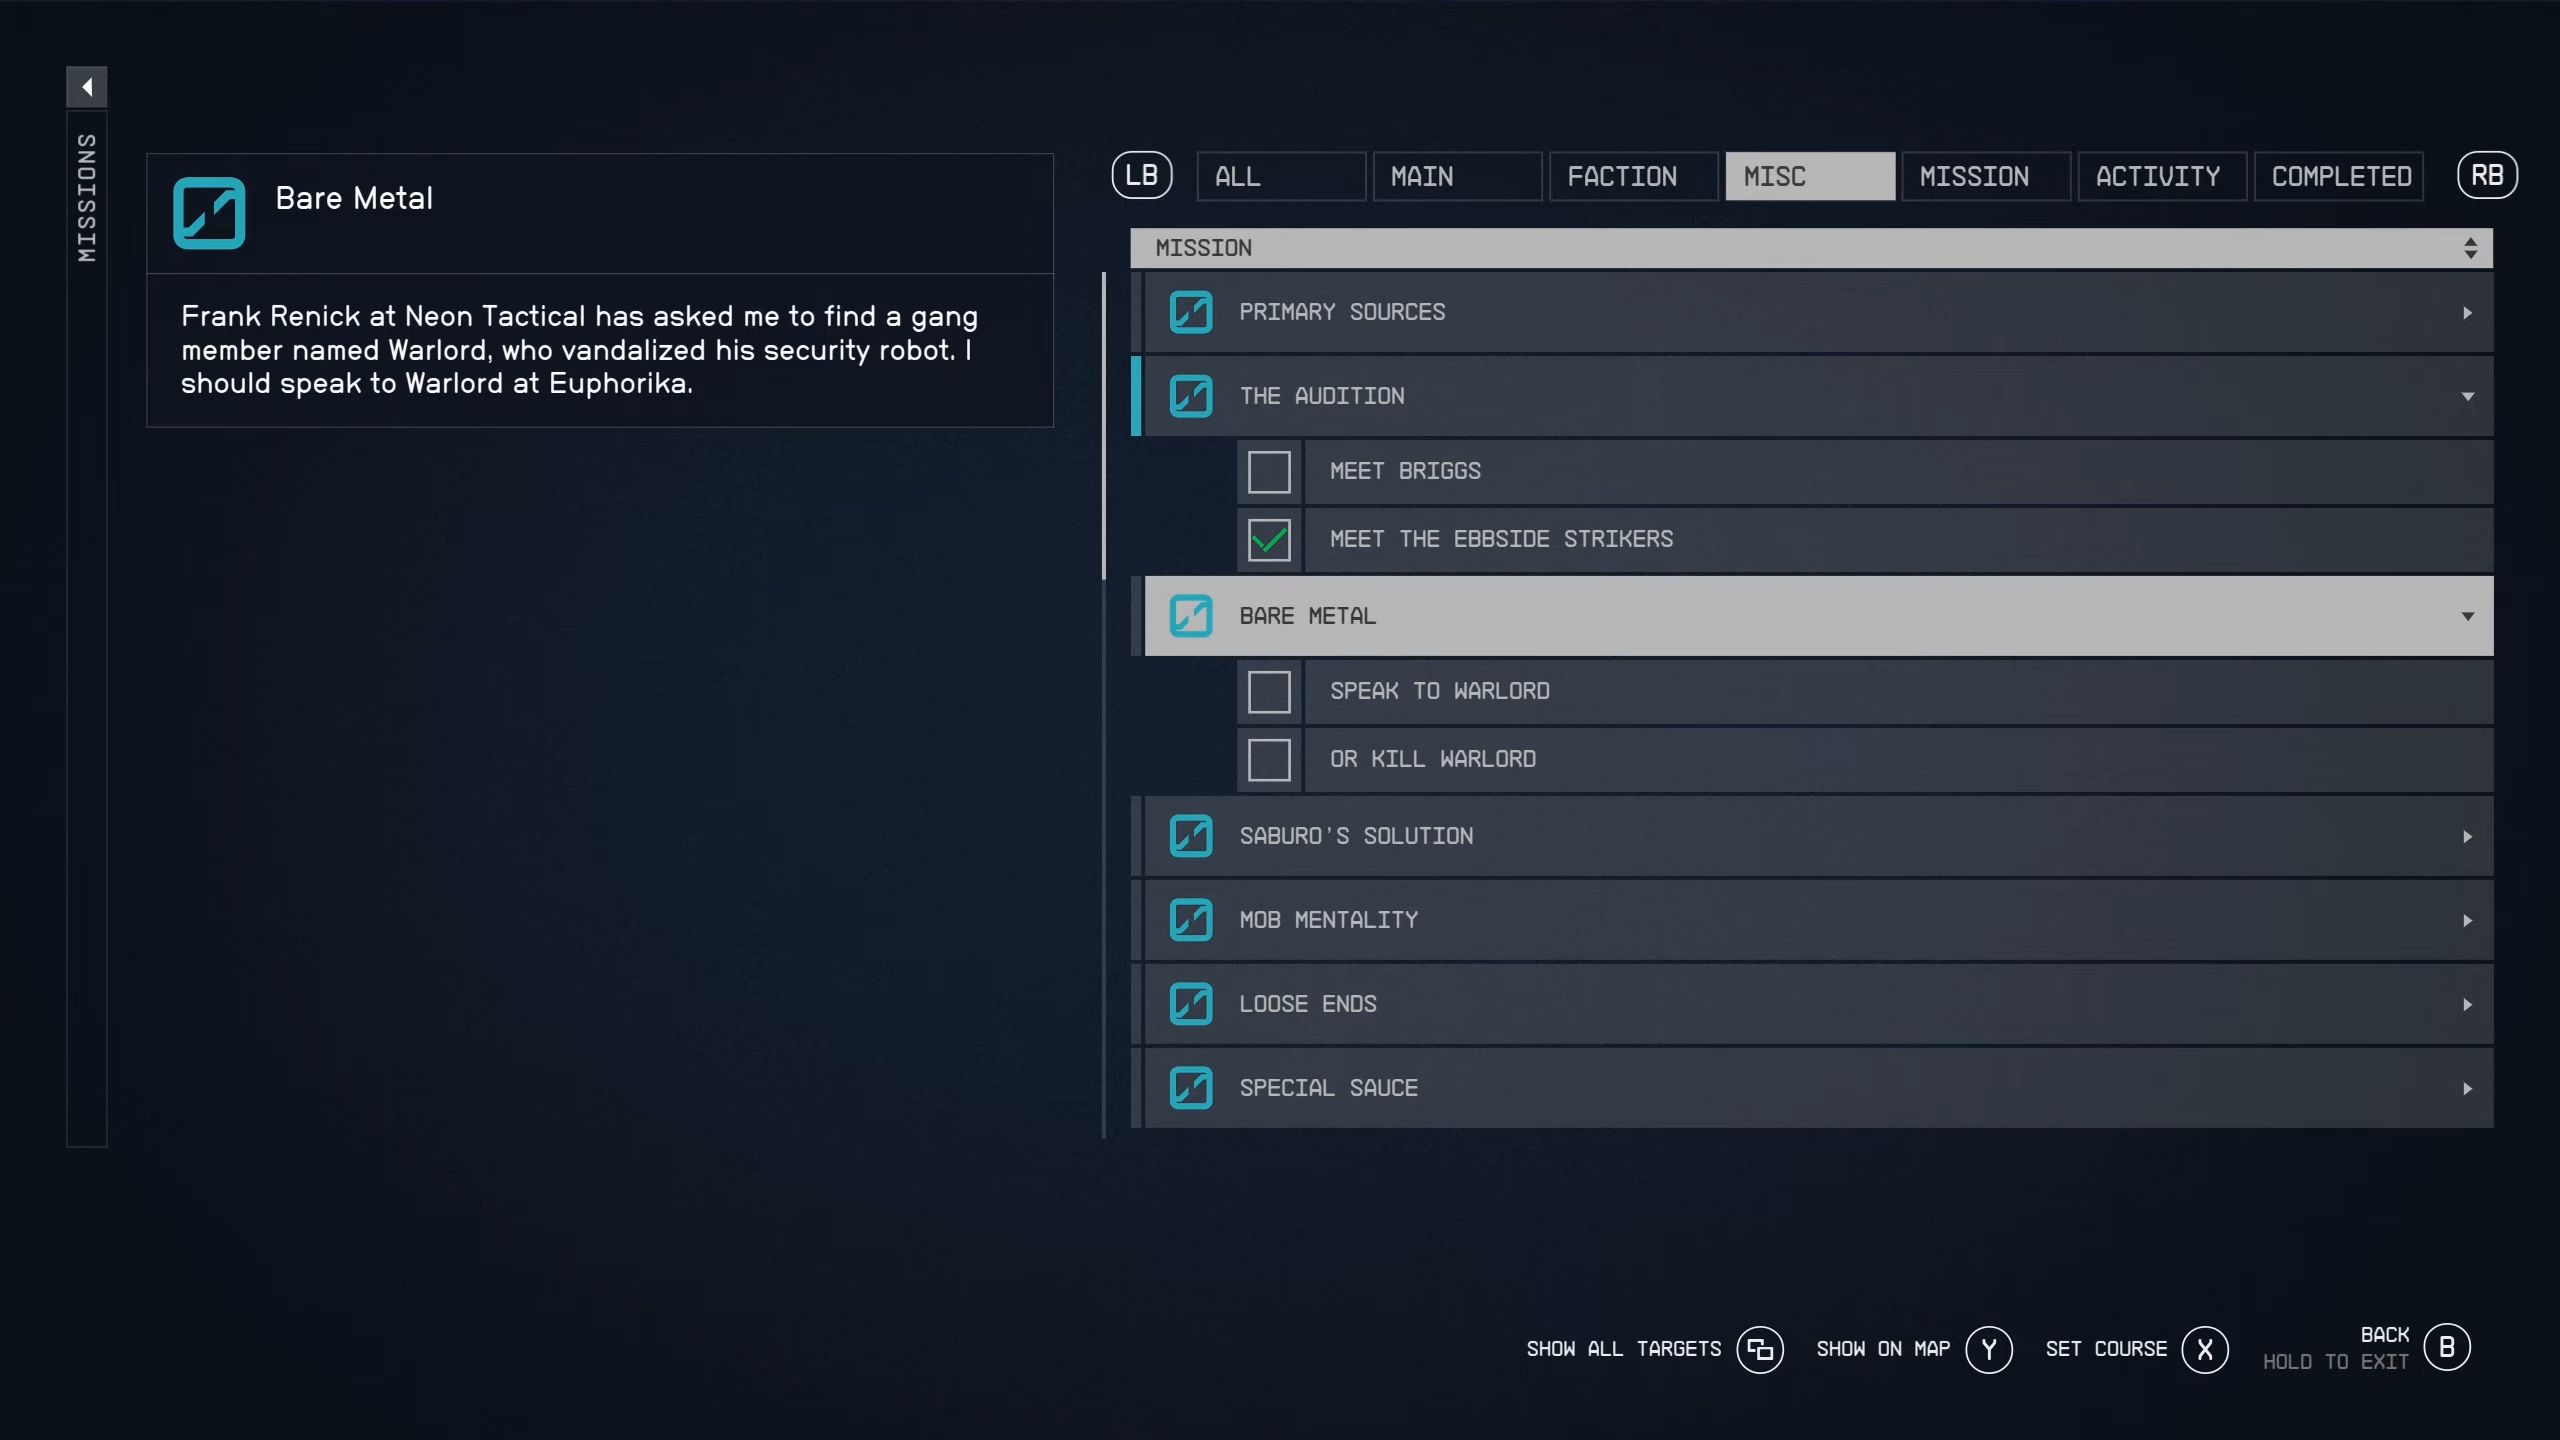 MISSIONS
Bare Metal
Frank Renick at Neon Tactical has asked me to find a gang
member named Warlord, who vandalized his security robot. I
should speak to Warlord at Euphorika.
LB ALL MAIN FACTION MISC MISSION ACTIVITY COMPLETED RB
MISSION
PRIMARY SOURCES
THE AUDITION
MEET BRIGGS
MEET THE EBBSIDE STRIKERS
BARE METAL
SPEAK TO WARLORD
OR KILL WARLORD
SABURO'S SOLUTION
MOB MENTALITY
LOOSE ENDS
SPECIAL SAUCE
SHOW ALL TARGETS SHOW ON MAP Y SET COURSE X BACK B
HOLD TO EXIT